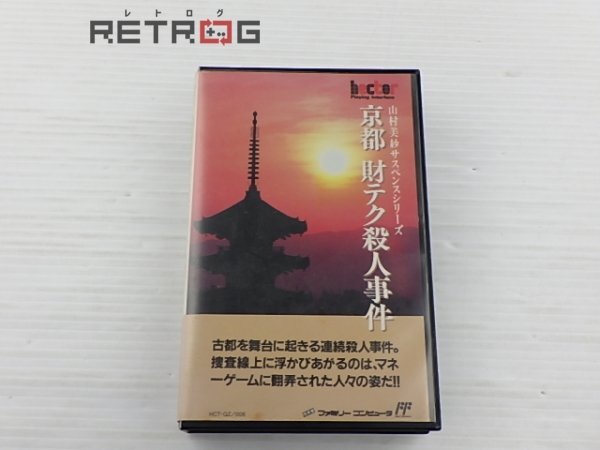 レトログ
RETROG
hector
Playing Interface
山村美紗サスペンスシリーズ
京都 財テク殺人事件
古都を舞台に起きる連続殺人事件。
捜査線上に浮かびあがるのは、マネ
ーゲームに翻弄された人々の姿だ!!
HCT-QZ/006
ファミリーコンピュータ
FF